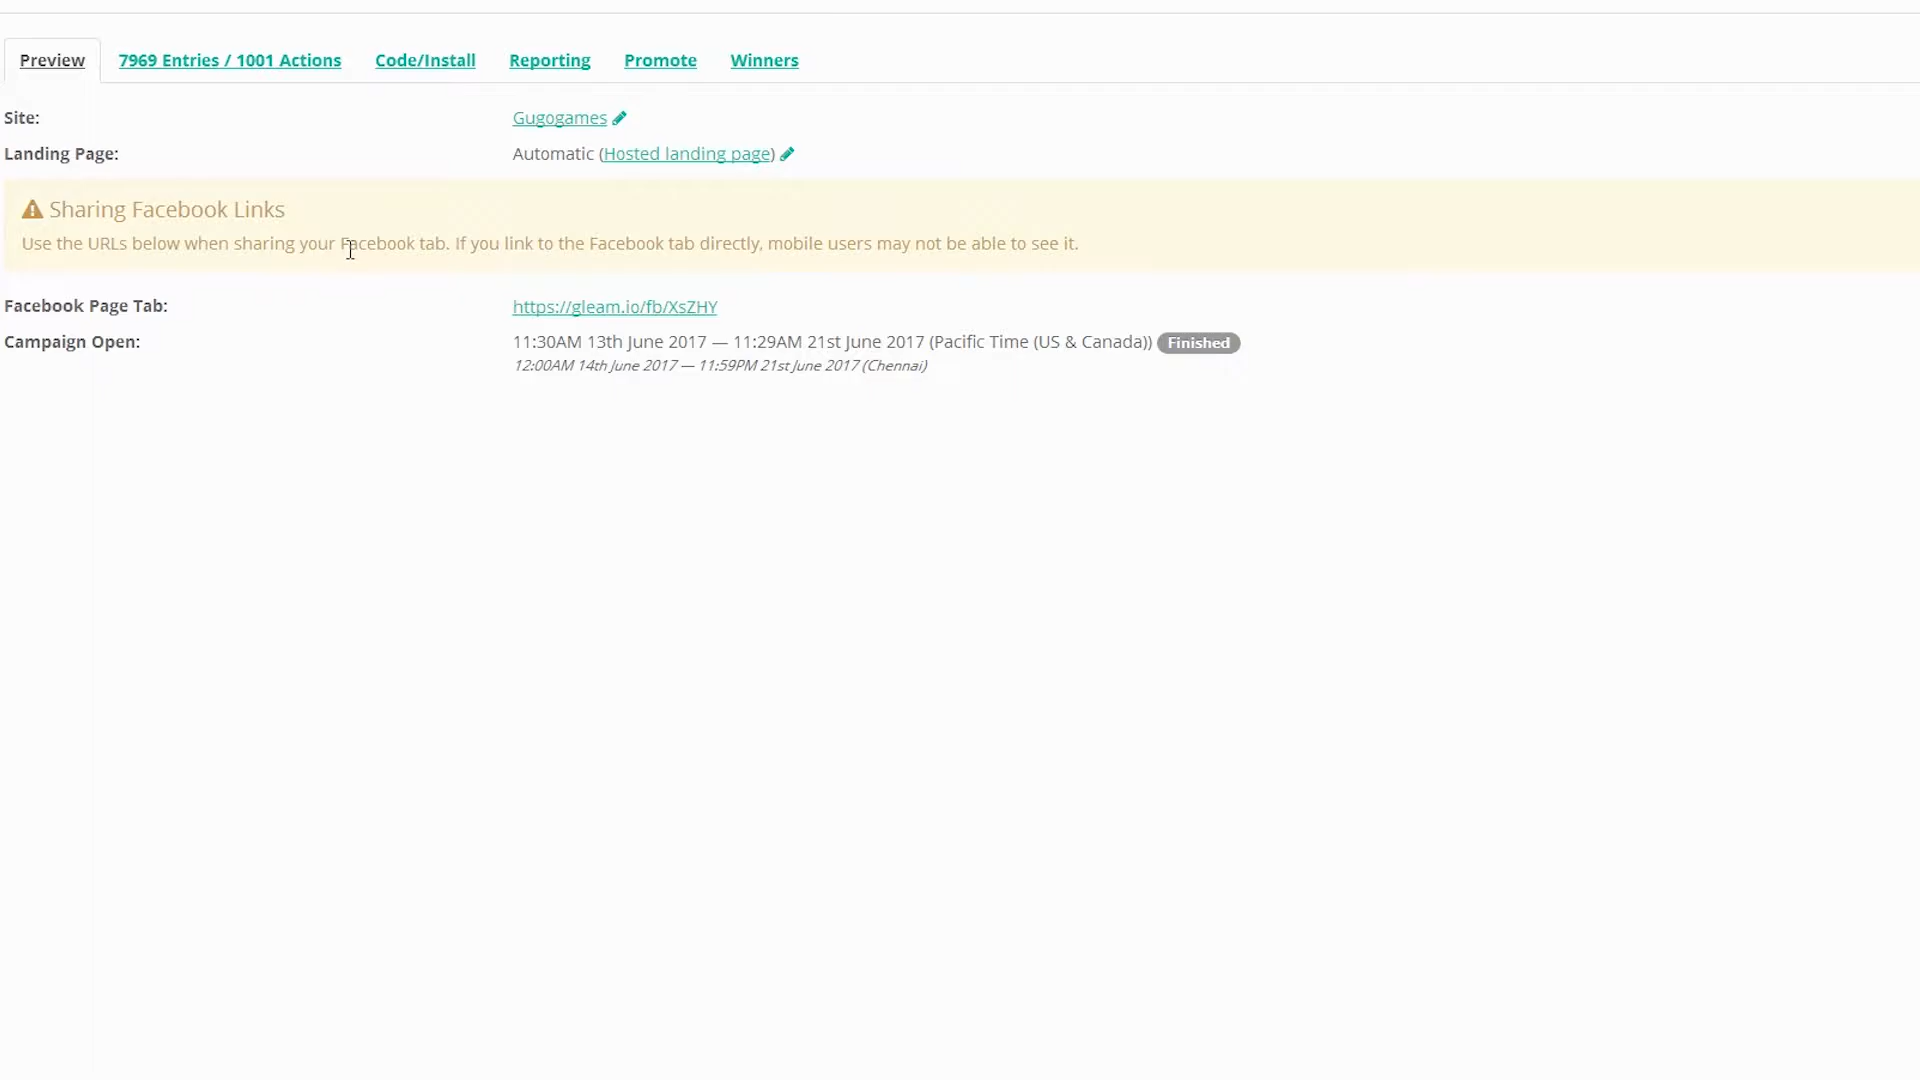 Preview 7969 Entries / 1001 Actions Code/Install Reporting Promote Winners
Site: Gugogames
Landing Page: Automatic (Hosted landing page)
Sharing Facebook Links
Use the URLs below when sharing your Facebook tab. If you link to the Facebook tab directly, mobile users may not be able to see it.
Facebook Page Tab: https://gleam.io/fb/XsZHY
Campaign Open: 11:30AM 13th June 2017 — 11:29AM 21st June 2017 (Pacific Time (US & Canada)) Finished
12:00AM 14th June 2017 — 11:59PM 21st June 2017 (Chennai)